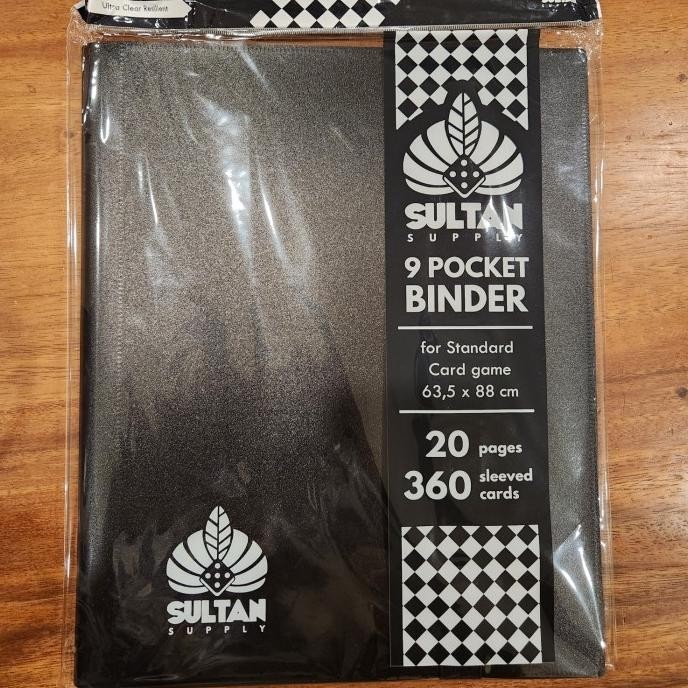 Ultra Clear Resilient
SULTAN
SUPPLY
9 POCKET
BINDER
for Standard
Card game
63,5 x 88 cm
20 pages
360 sleeved
cards
SULTAN
SUPPLY